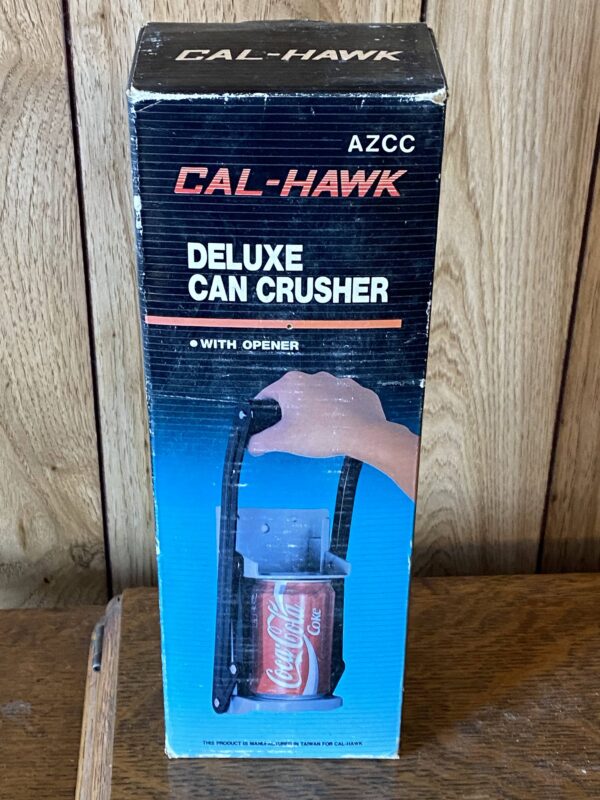 CAL-HAWK
AZCC
CAL-HAWK
DELUXE
CAN CRUSHER
• WITH OPENER
Coca-Cola
Coke
THIS PRODUCT IS MANUFACTURED IN TAIWAN FOR CAL-HAWK